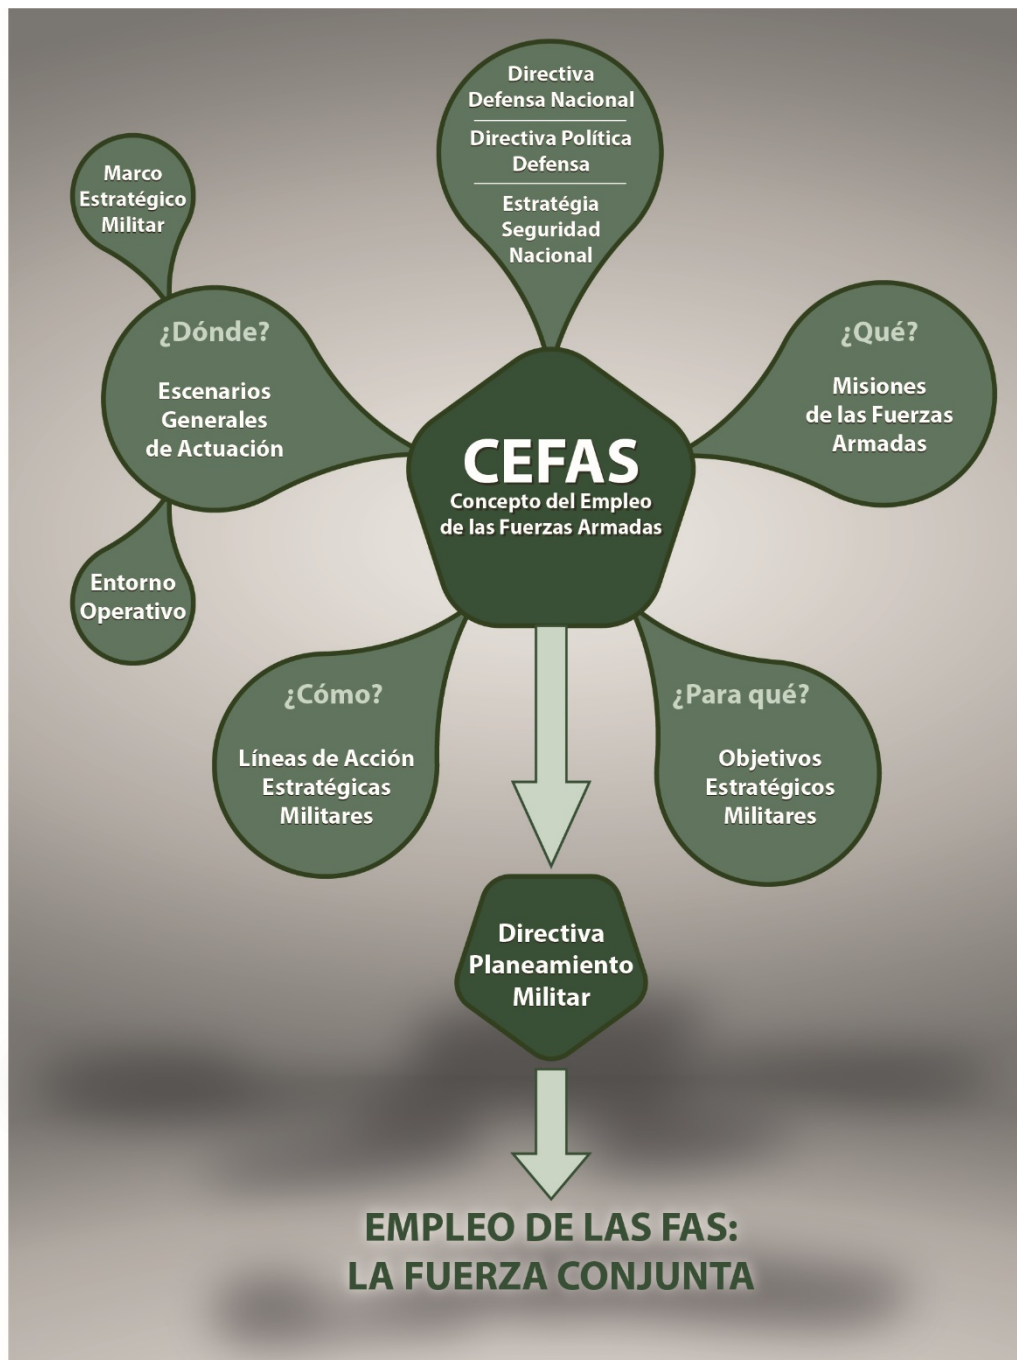 Directiva
Defensa Nacional
Directiva Política
Defensa
Estratégia
Seguridad
Nacional
Marco
Estratégico
Militar
¿Dónde?
Escenarios
Generales
de Actuación
Entorno
Operativo
¿Qué?
Misiones
de las Fuerzas
Armadas
CEFAS
Concepto del Empleo
de las Fuerzas Armadas
¿Cómo?
Líneas de Acción
Estratégicas
Militares
¿Para qué?
Objetivos
Estratégicos
Militares
Directiva
Planeamiento
Militar
EMPLEO DE LAS FAS:
LA FUERZA CONJUNTA